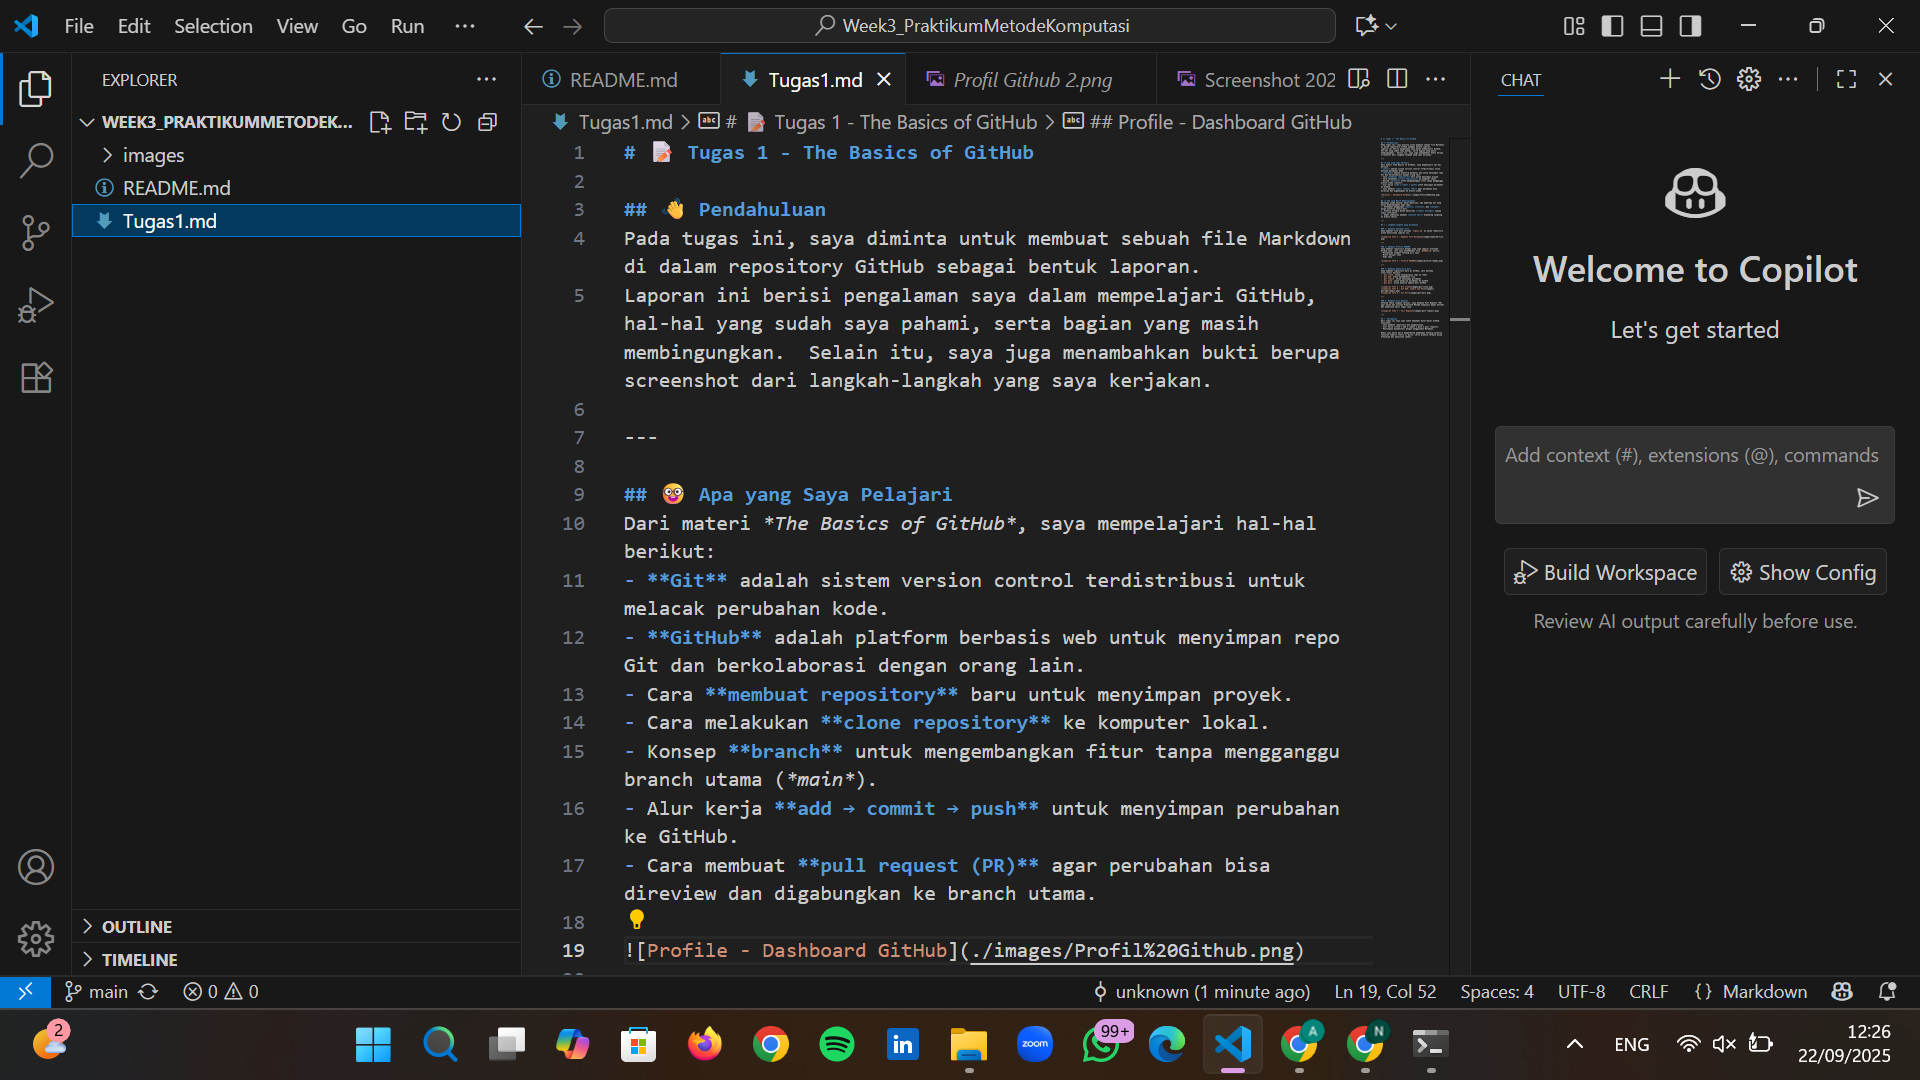 File Edit Selection View Go Run ···
Week3_PraktikumMetodeKomputasi
EXPLORER
WEEK3_PRAKTIKUMMETODEK...
images
README.md
Tugas1.md
OUTLINE
TIMELINE
README.md
Tugas1.md
Profil Github 2.png
Screenshot 202
Tugas1.md > # 📝 Tugas 1 - The Basics of GitHub > ## Profile - Dashboard GitHub
1 # 📝 Tugas 1 - The Basics of GitHub
2
3 ## 👋 Pendahuluan
4 Pada tugas ini, saya diminta untuk membuat sebuah file Markdown
di dalam repository GitHub sebagai bentuk laporan.
5 Laporan ini berisi pengalaman saya dalam mempelajari GitHub,
hal-hal yang sudah saya pahami, serta bagian yang masih
membingungkan.  Selain itu, saya juga menambahkan bukti berupa
screenshot dari langkah-langkah yang saya kerjakan.
6
7 ---
8
9 ## 🤓 Apa yang Saya Pelajari
10 Dari materi *The Basics of GitHub*, saya mempelajari hal-hal
berikut:
11 - **Git** adalah sistem version control terdistribusi untuk
melacak perubahan kode.
12 - **GitHub** adalah platform berbasis web untuk menyimpan repo
Git dan berkolaborasi dengan orang lain.
13 - Cara **membuat repository** baru untuk menyimpan proyek.
14 - Cara melakukan **clone repository** ke komputer lokal.
15 - Konsep **branch** untuk mengembangkan fitur tanpa mengganggu
branch utama (*main*).
16 - Alur kerja **add → commit → push** untuk menyimpan perubahan
ke GitHub.
17 - Cara membuat **pull request (PR)** agar perubahan bisa
direview dan digabungkan ke branch utama.
18
19 ![Profile - Dashboard GitHub](./images/Profil%20Github.png)
CHAT
Welcome to Copilot
Let's get started
Add context (#), extensions (@), commands
Build Workspace
Show Config
Review AI output carefully before use.
main
0 0
unknown (1 minute ago)
Ln 19, Col 52
Spaces: 4
UTF-8
CRLF
{ } Markdown
2
in
zoom
99+
A
N
ENG
12:26
22/09/2025